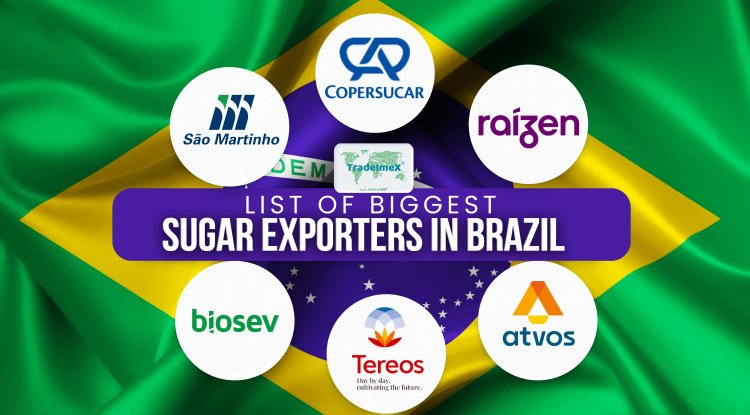 COPERSUCAR
São Martinho
raízen
DEM
TradeImeX
LIST OF BIGGEST
SUGAR EXPORTERS IN BRAZIL
biosev
Tereos
Day by day,
cultivating the future.
atvos